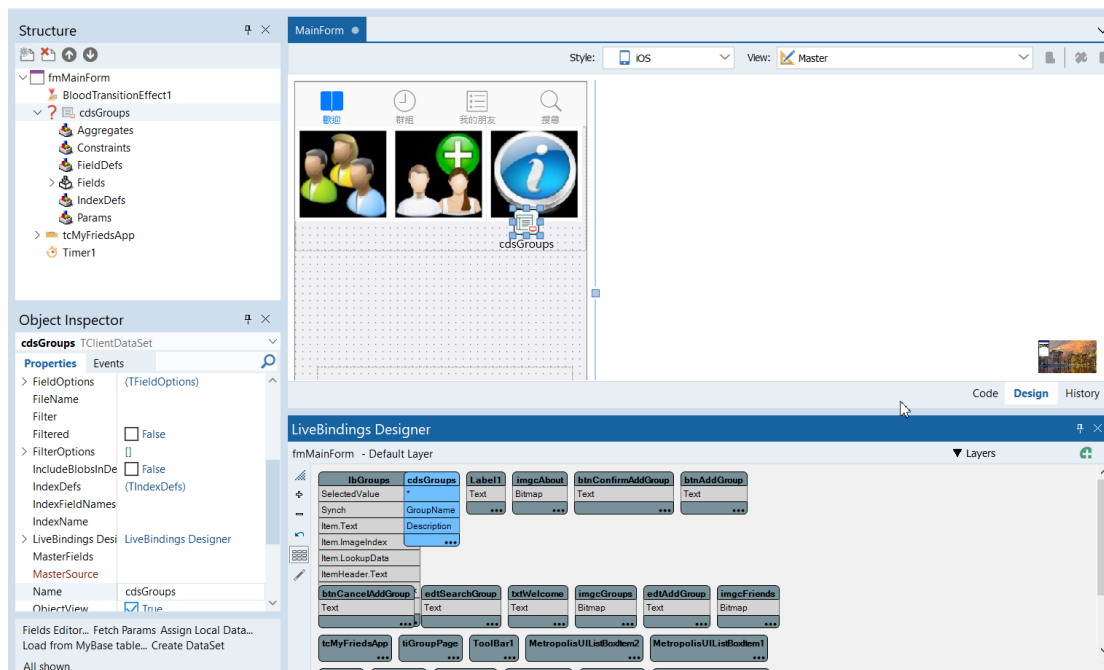 Structure
fmMainForm
BloodTransitionEffect1
cdsGroups
Aggregates
Constraints
FieldDefs
Fields
IndexDefs
Params
tcMyFriedsApp
Timer1
Object Inspector
cdsGroups TClientDataSet
Properties Events
FieldOptions (TFieldOptions)
FileName
Filter
Filtered False
FilterOptions []
IncludeBlobsInDe False
IndexDefs (TIndexDefs)
IndexFieldNames
IndexName
LiveBindings Desi LiveBindings Designer
MasterFields
MasterSource
Name cdsGroups
ObjectView True
Fields Editor... Fetch Params Assign Local Data...
Load from MyBase table... Create DataSet
All shown
MainForm
Style: iOS View: Master
歡迎 群組 我的朋友 搜尋
cdsGroups
Code Design History
LiveBindings Designer
fmMainForm - Default Layer Layers
lbGroups cdsGroups Label1 imgcAbout btnConfirmAddGroup btnAddGroup
SelectedValue * Text Bitmap Text Text
Synch GroupName
Item.Text Description
Item.ImageIndex
Item.LookupData
ItemHeader.Text
btnCancelAddGroup edtSearchGroup txtWelcome imgcGroups edtAddGroup imgcFriends
Text Text Text Bitmap Text Bitmap
tcMyFriedsApp tiGroupPage ToolBar1 MetropolisUIListBoxItem2 MetropolisUIListBoxItem1